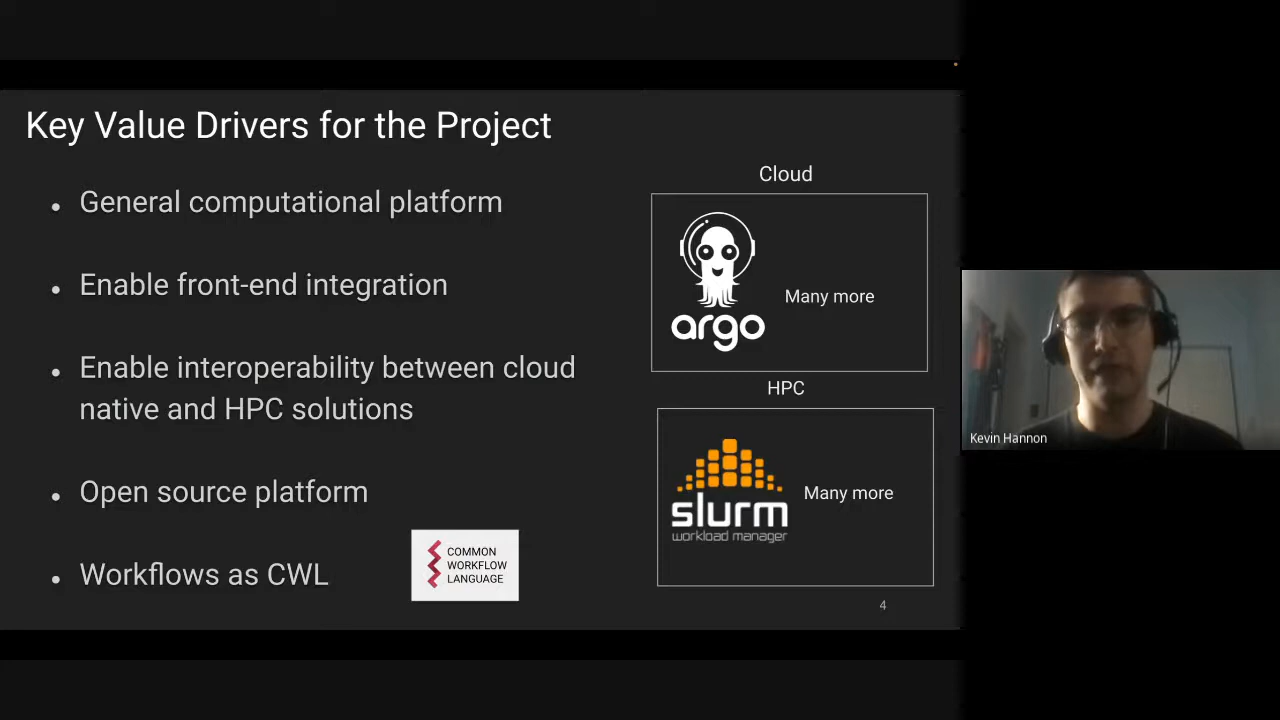 Key Value Drivers for the Project
General computational platform
Enable front-end integration
Enable interoperability between cloud
native and HPC solutions
Open source platform
Workflows as CWL
COMMON
WORKFLOW
LANGUAGE
Cloud
argo
Many more
HPC
slurm
workload manager
Many more
4
Kevin Hannon